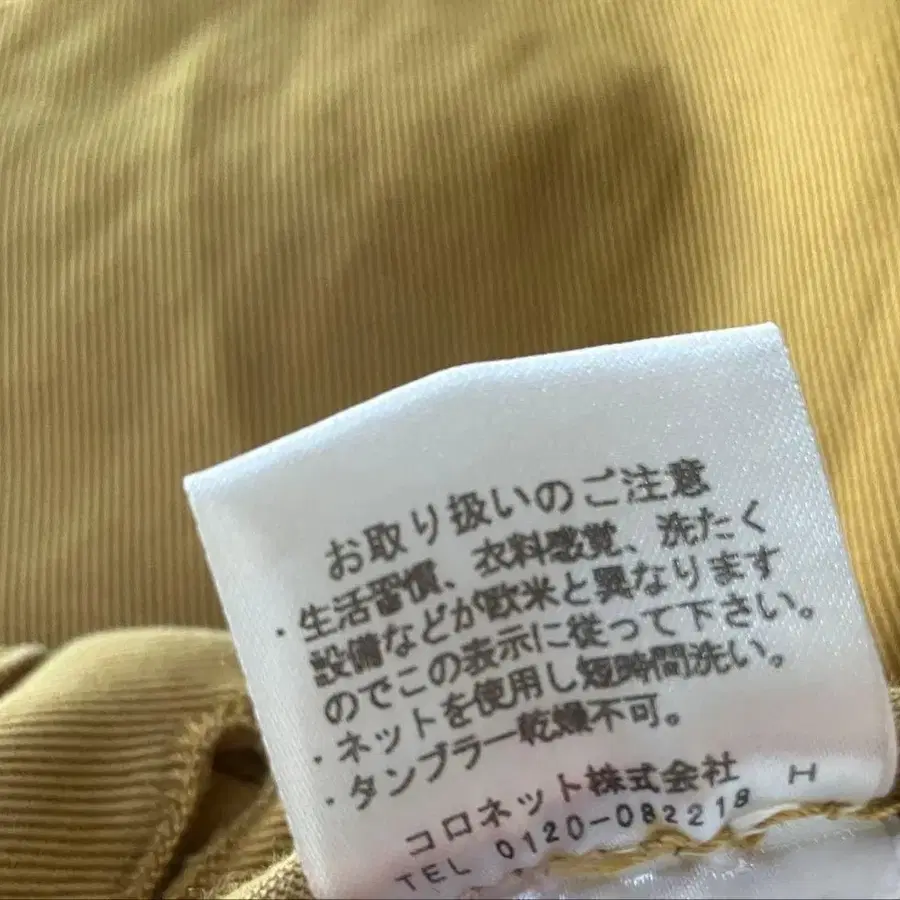 お取り扱いのご注意
・生活習慣、衣料感覚、洗たく
設備などが欧米と異なります
のでこの表示に従って下さい。
・ネットを使用し短時間洗い。
・タンブラー乾燥不可。
コロネット株式会社 H
TEL 0120-082218